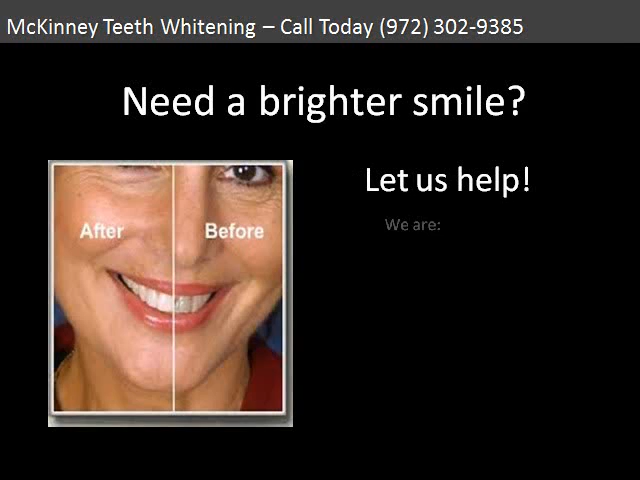 McKinney Teeth Whitening – Call Today (972) 302-9385
Need a brighter smile?
Let us help!
After
Before
We are: